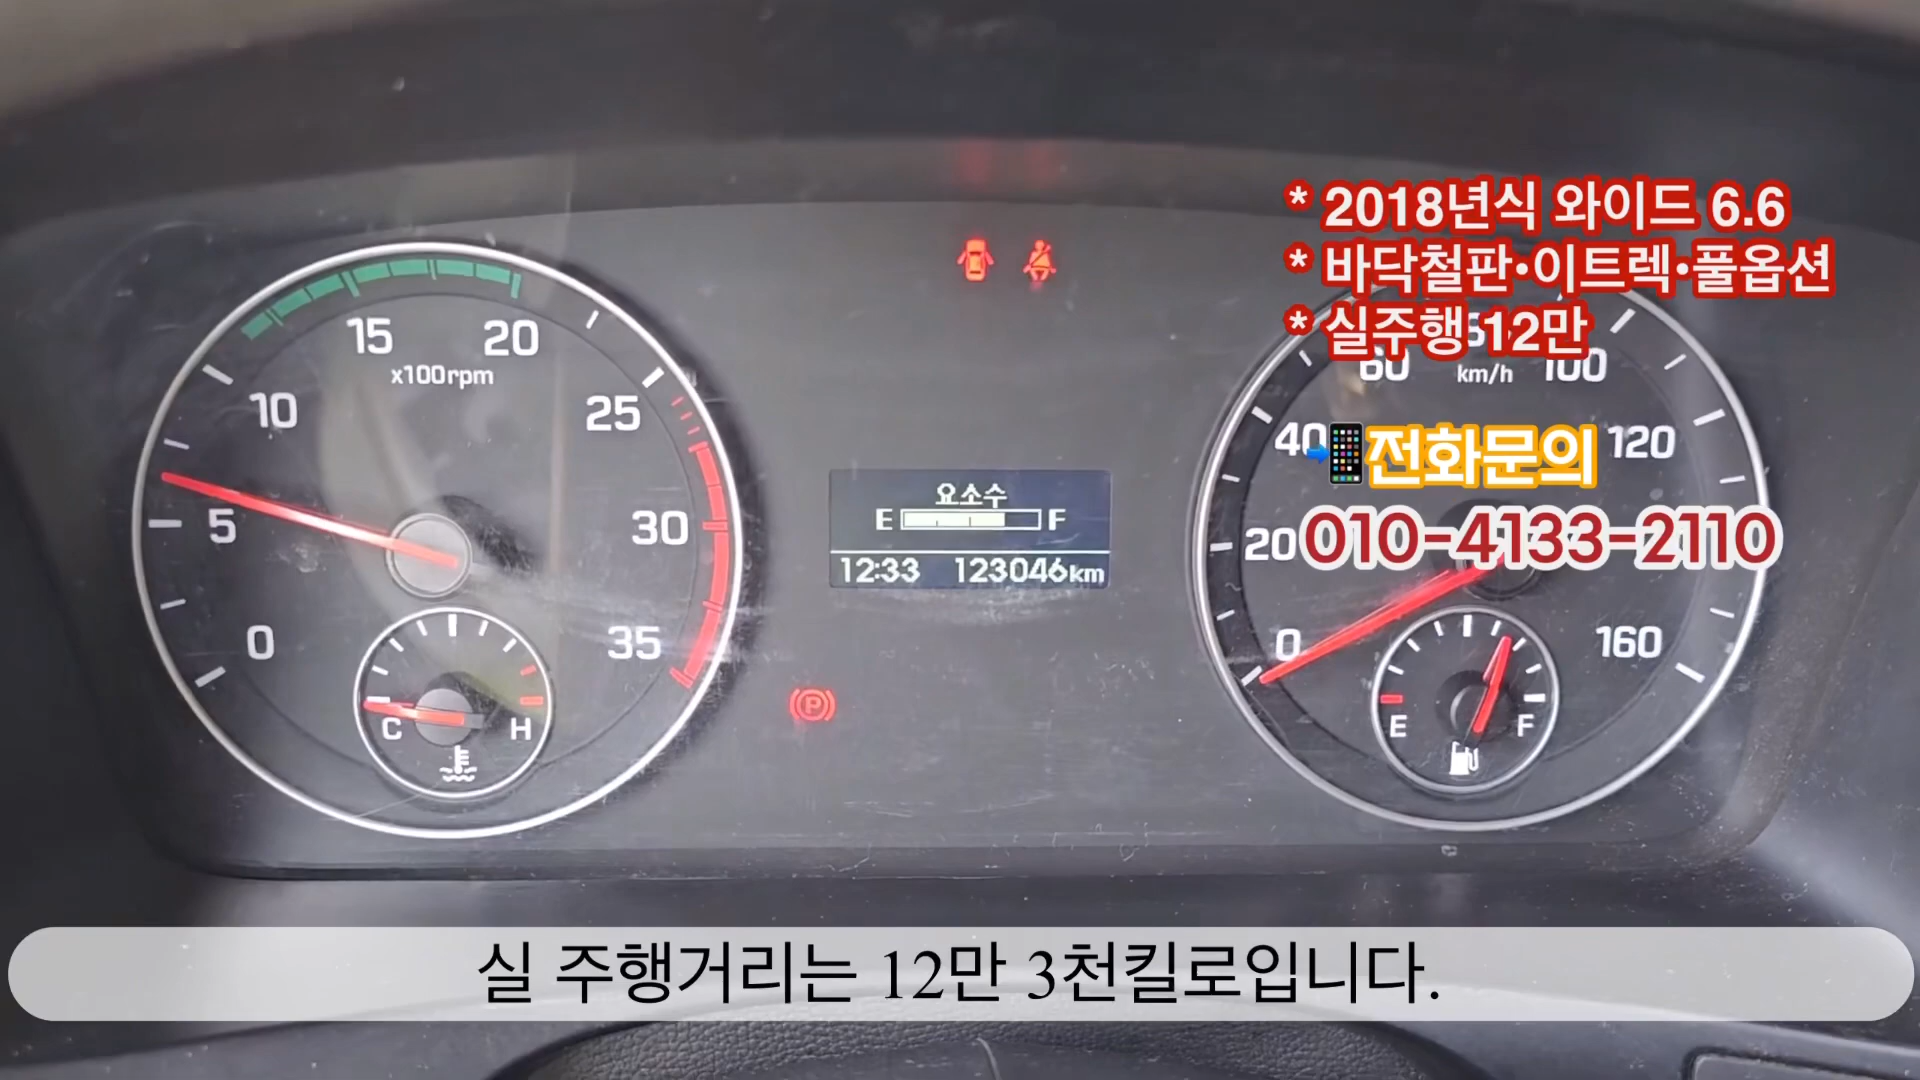 * 2018년식 와이드 6.6
* 바닥철판•이트렉•풀옵션
* 실주행 12만
전화문의
010-4133-2110
0 5 10 15 20 25 30 35
x100rpm
C H
요소수
E F
12:33 123046km
P
0 20 40 60 100 120 160
km/h
E F
실 주행거리는 12만 3천킬로입니다.